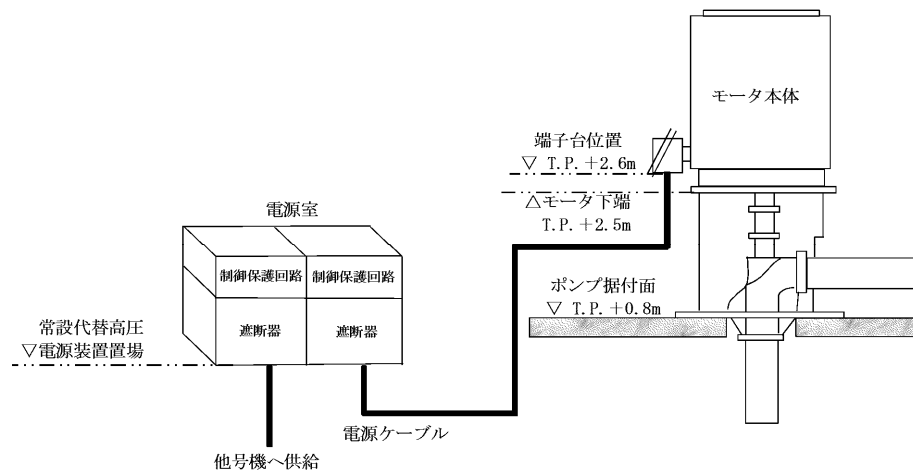 モータ本体
端子台位置
▽ T.P.+2.6m
△モータ下端
T.P.+2.5m
電源室
制御保護回路
制御保護回路
ポンプ据付面
▽ T.P.+0.8m
遮断器
遮断器
常設代替高圧
▽電源装置置場
電源ケーブル
他号機へ供給